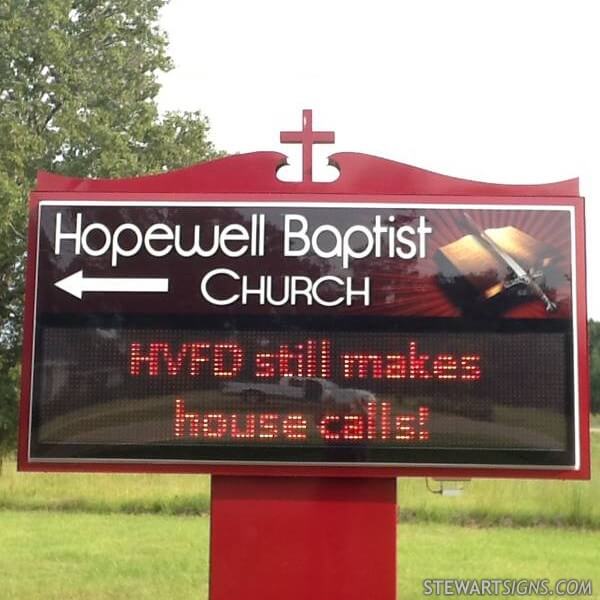 Hopewell Baptist
CHURCH
HVFD still makes
house calls!
STEWARTSIGNS.COM